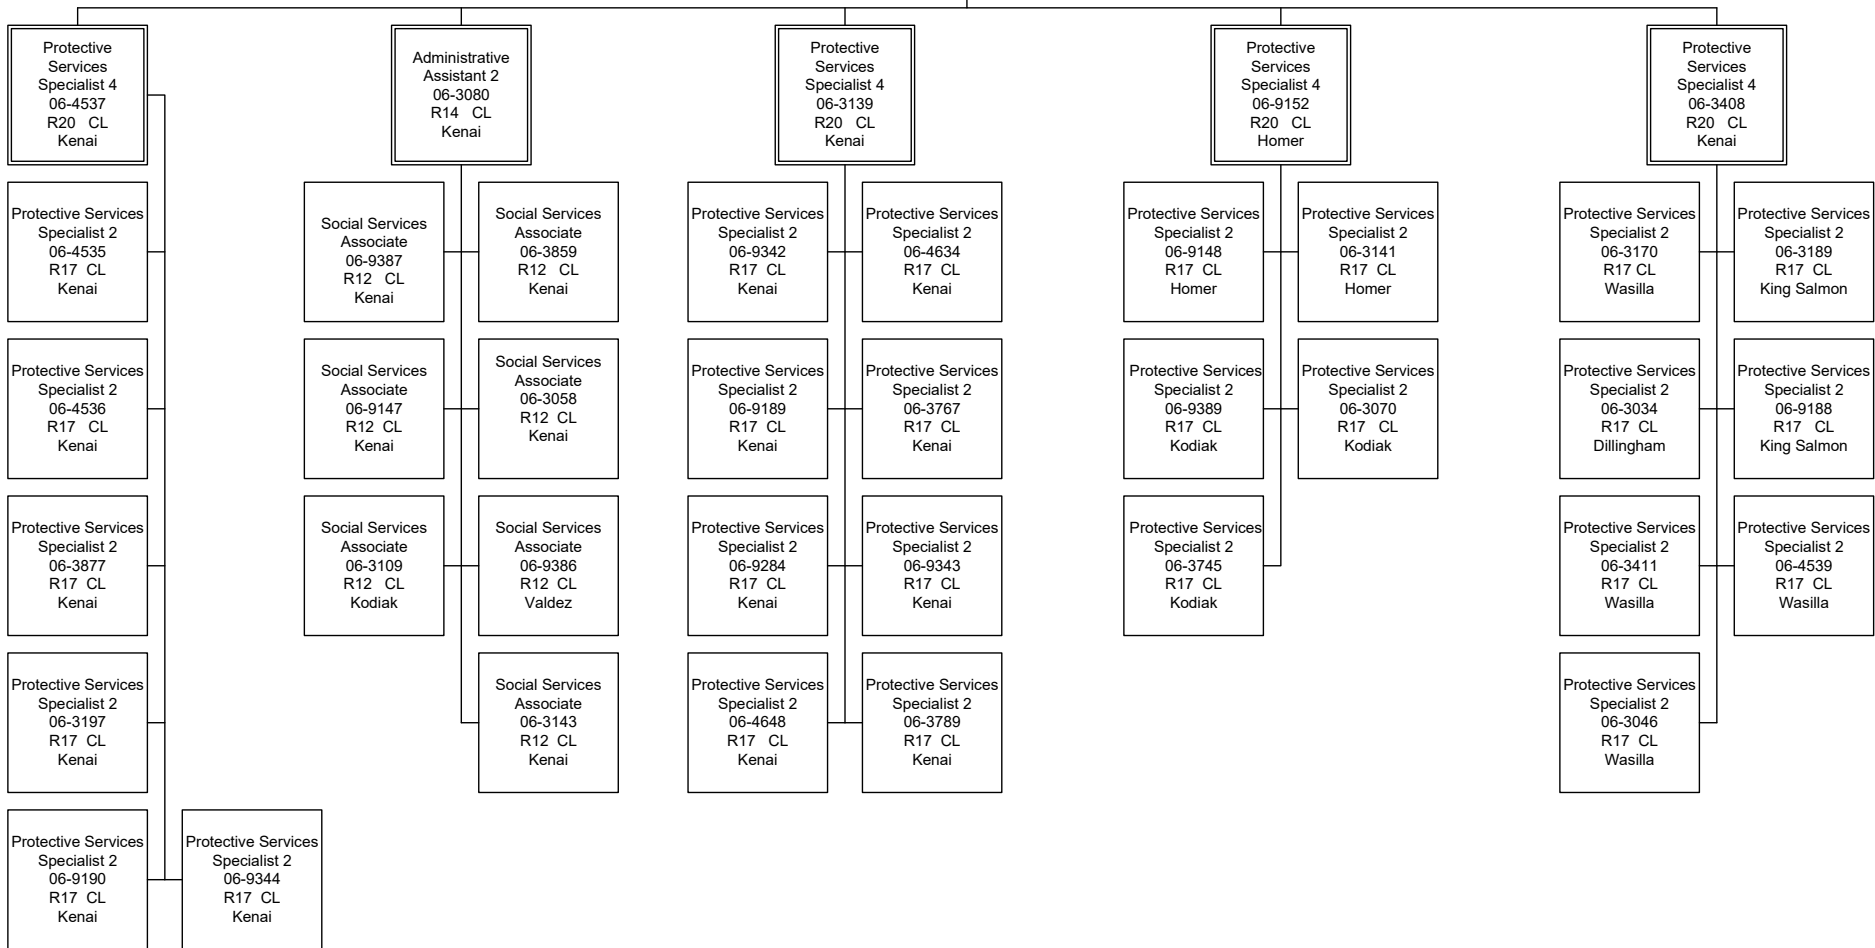 Protective
Services
Specialist 4
06-4537
R20 CL
Kenai
Protective Services
Specialist 2
06-4535
R17 CL
Kenai
Protective Services
Specialist 2
06-4536
R17 CL
Kenai
Protective Services
Specialist 2
06-3877
R17 CL
Kenai
Protective Services
Specialist 2
06-3197
R17 CL
Kenai
Protective Services
Specialist 2
06-9190
R17 CL
Kenai
Protective Services
Specialist 2
06-9344
R17 CL
Kenai
Administrative
Assistant 2
06-3080
R14 CL
Kenai
Social Services
Associate
06-9387
R12 CL
Kenai
Social Services
Associate
06-3859
R12 CL
Kenai
Social Services
Associate
06-9147
R12 CL
Kenai
Social Services
Associate
06-3058
R12 CL
Kenai
Social Services
Associate
06-3109
R12 CL
Kodiak
Social Services
Associate
06-9386
R12 CL
Valdez
Social Services
Associate
06-3143
R12 CL
Kenai
Protective
Services
Specialist 4
06-3139
R20 CL
Kenai
Protective Services
Specialist 2
06-9342
R17 CL
Kenai
Protective Services
Specialist 2
06-4634
R17 CL
Kenai
Protective Services
Specialist 2
06-9189
R17 CL
Kenai
Protective Services
Specialist 2
06-3767
R17 CL
Kenai
Protective Services
Specialist 2
06-9284
R17 CL
Kenai
Protective Services
Specialist 2
06-9343
R17 CL
Kenai
Protective Services
Specialist 2
06-4648
R17 CL
Kenai
Protective Services
Specialist 2
06-3789
R17 CL
Kenai
Protective
Services
Specialist 4
06-9152
R20 CL
Homer
Protective Services
Specialist 2
06-9148
R17 CL
Homer
Protective Services
Specialist 2
06-3141
R17 CL
Homer
Protective Services
Specialist 2
06-9389
R17 CL
Kodiak
Protective Services
Specialist 2
06-3070
R17 CL
Kodiak
Protective Services
Specialist 2
06-3745
R17 CL
Kodiak
Protective
Services
Specialist 4
06-3408
R20 CL
Kenai
Protective Services
Specialist 2
06-3170
R17 CL
Wasilla
Protective Services
Specialist 2
06-3189
R17 CL
King Salmon
Protective Services
Specialist 2
06-3034
R17 CL
Dillingham
Protective Services
Specialist 2
06-9188
R17 CL
King Salmon
Protective Services
Specialist 2
06-3411
R17 CL
Wasilla
Protective Services
Specialist 2
06-4539
R17 CL
Wasilla
Protective Services
Specialist 2
06-3046
R17 CL
Wasilla